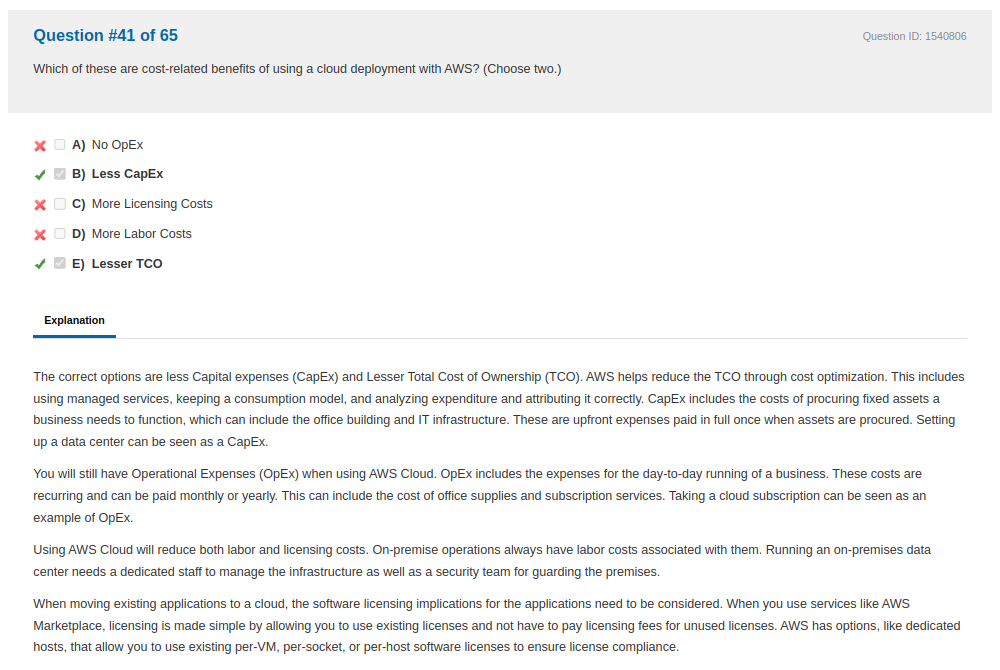 Question #41 of 65
Question ID: 1540806
Which of these are cost-related benefits of using a cloud deployment with AWS? (Choose two.)
A) No OpEx
B) Less CapEx
C) More Licensing Costs
D) More Labor Costs
E) Lesser TCO
Explanation
The correct options are less Capital expenses (CapEx) and Lesser Total Cost of Ownership (TCO). AWS helps reduce the TCO through cost optimization. This includes
using managed services, keeping a consumption model, and analyzing expenditure and attributing it correctly. CapEx includes the costs of procuring fixed assets a
business needs to function, which can include the office building and IT infrastructure. These are upfront expenses paid in full once when assets are procured. Setting
up a data center can be seen as a CapEx.
You will still have Operational Expenses (OpEx) when using AWS Cloud. OpEx includes the expenses for the day-to-day running of a business. These costs are
recurring and can be paid monthly or yearly. This can include the cost of office supplies and subscription services. Taking a cloud subscription can be seen as an
example of OpEx.
Using AWS Cloud will reduce both labor and licensing costs. On-premise operations always have labor costs associated with them. Running an on-premises data
center needs a dedicated staff to manage the infrastructure as well as a security team for guarding the premises.
When moving existing applications to a cloud, the software licensing implications for the applications need to be considered. When you use services like AWS
Marketplace, licensing is made simple by allowing you to use existing licenses and not have to pay licensing fees for unused licenses. AWS has options, like dedicated
hosts, that allow you to use existing per-VM, per-socket, or per-host software licenses to ensure license compliance.